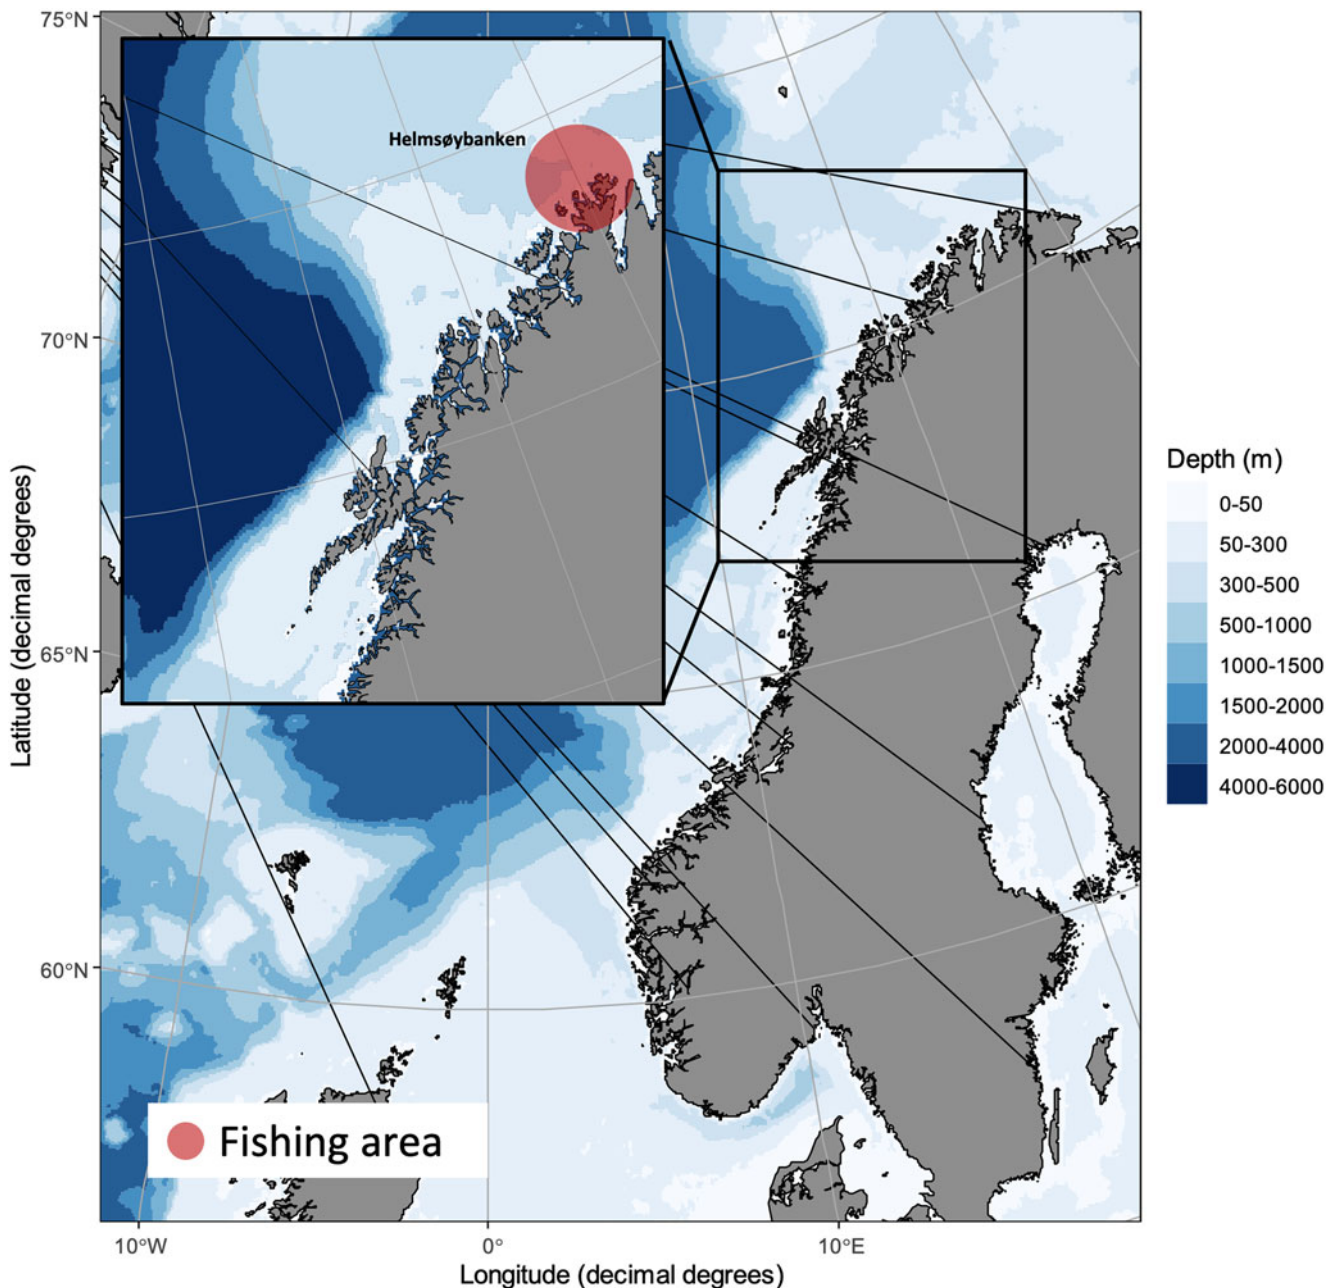 75°N
Helmsøybanken
70°N
65°N
60°N
Latitude (decimal degrees)
Depth (m)
0-50
50-300
300-500
500-1000
1000-1500
1500-2000
2000-4000
4000-6000
Fishing area
10°W
0°
10°E
Longitude (decimal degrees)